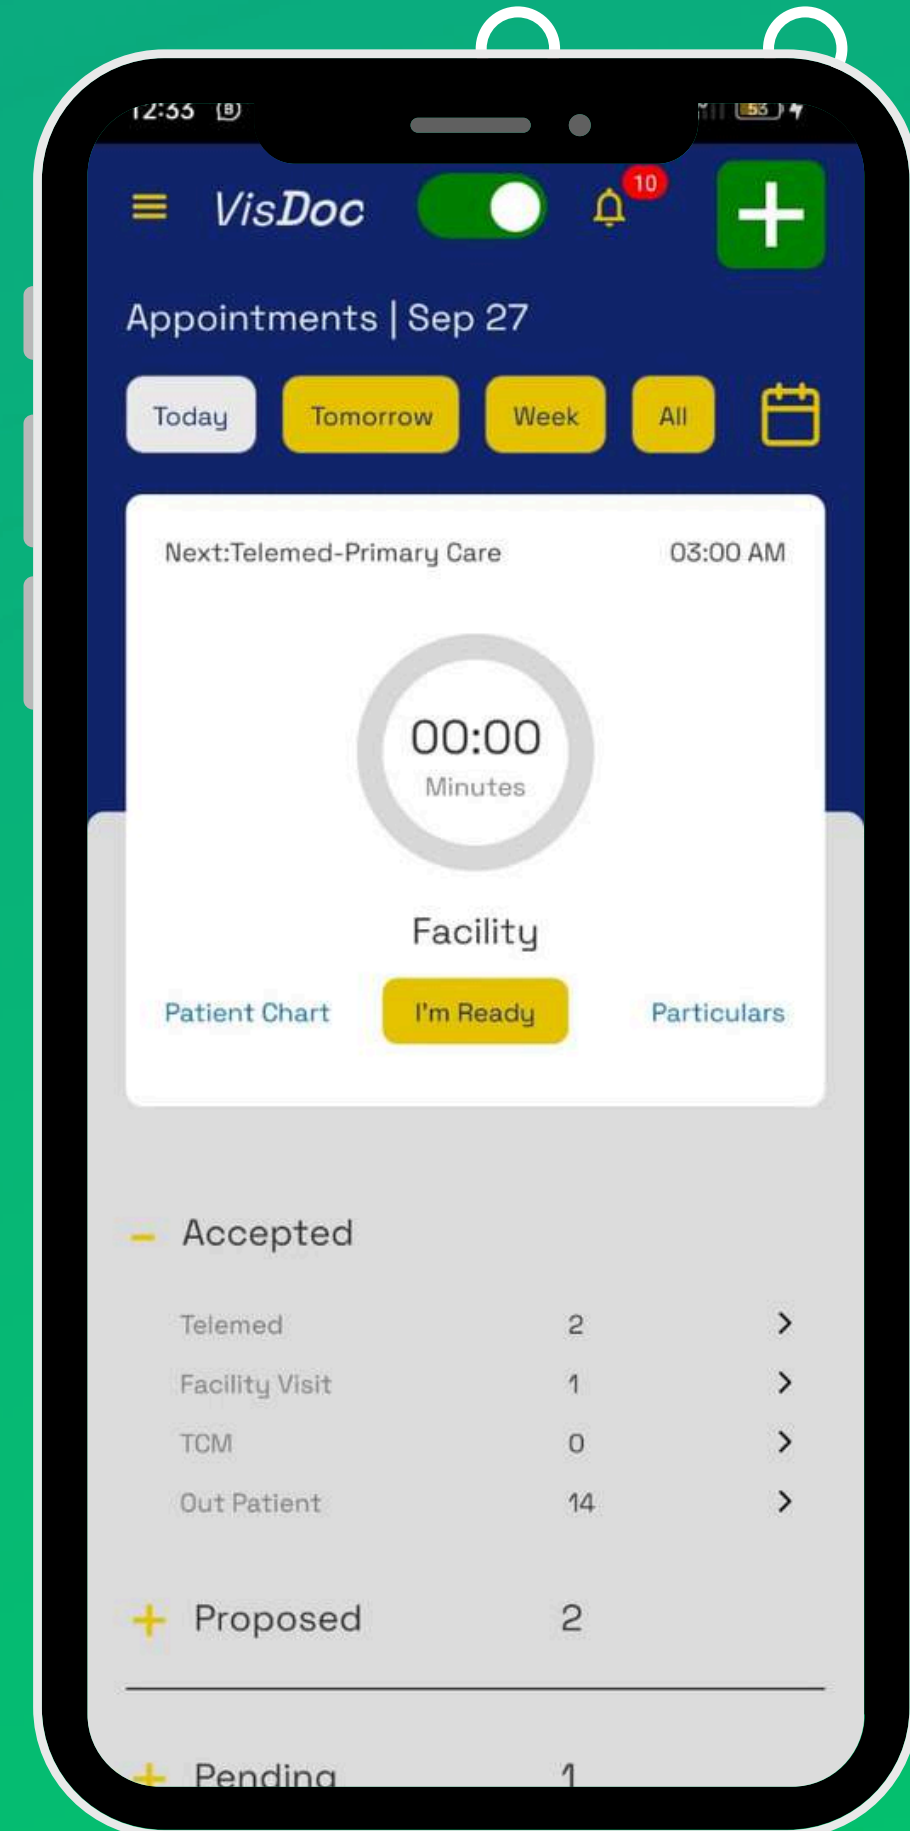 12:33
53
VisDoc
10
Appointments | Sep 27
Today Tomorrow Week All
Next:Telemed-Primary Care 03:00 AM
00:00
Minutes
Facility
Patient Chart I'm Ready Particulars
Accepted
Telemed 2
Facility Visit 1
TCM 0
Out Patient 14
Proposed 2
Pending 1